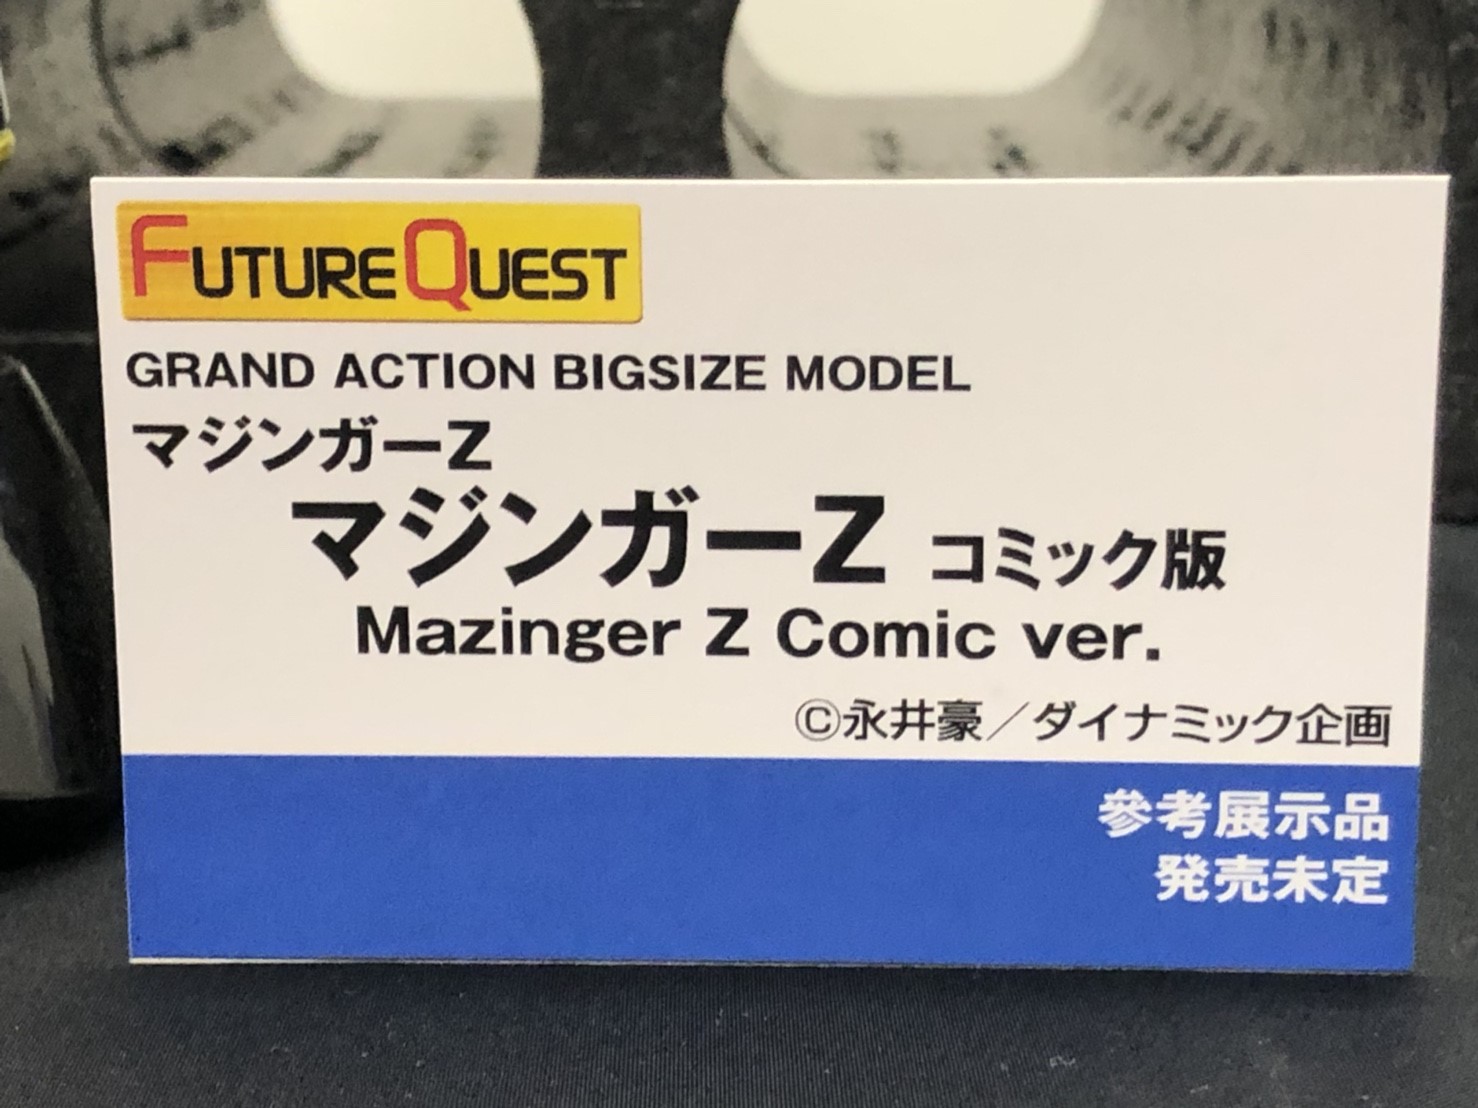 FUTUREQUEST
GRAND ACTION BIGSIZE MODEL
マジンガーZ
マジンガーZ コミック版
Mazinger Z Comic ver.
©永井豪／ダイナミック企画
参考展示品
発売未定